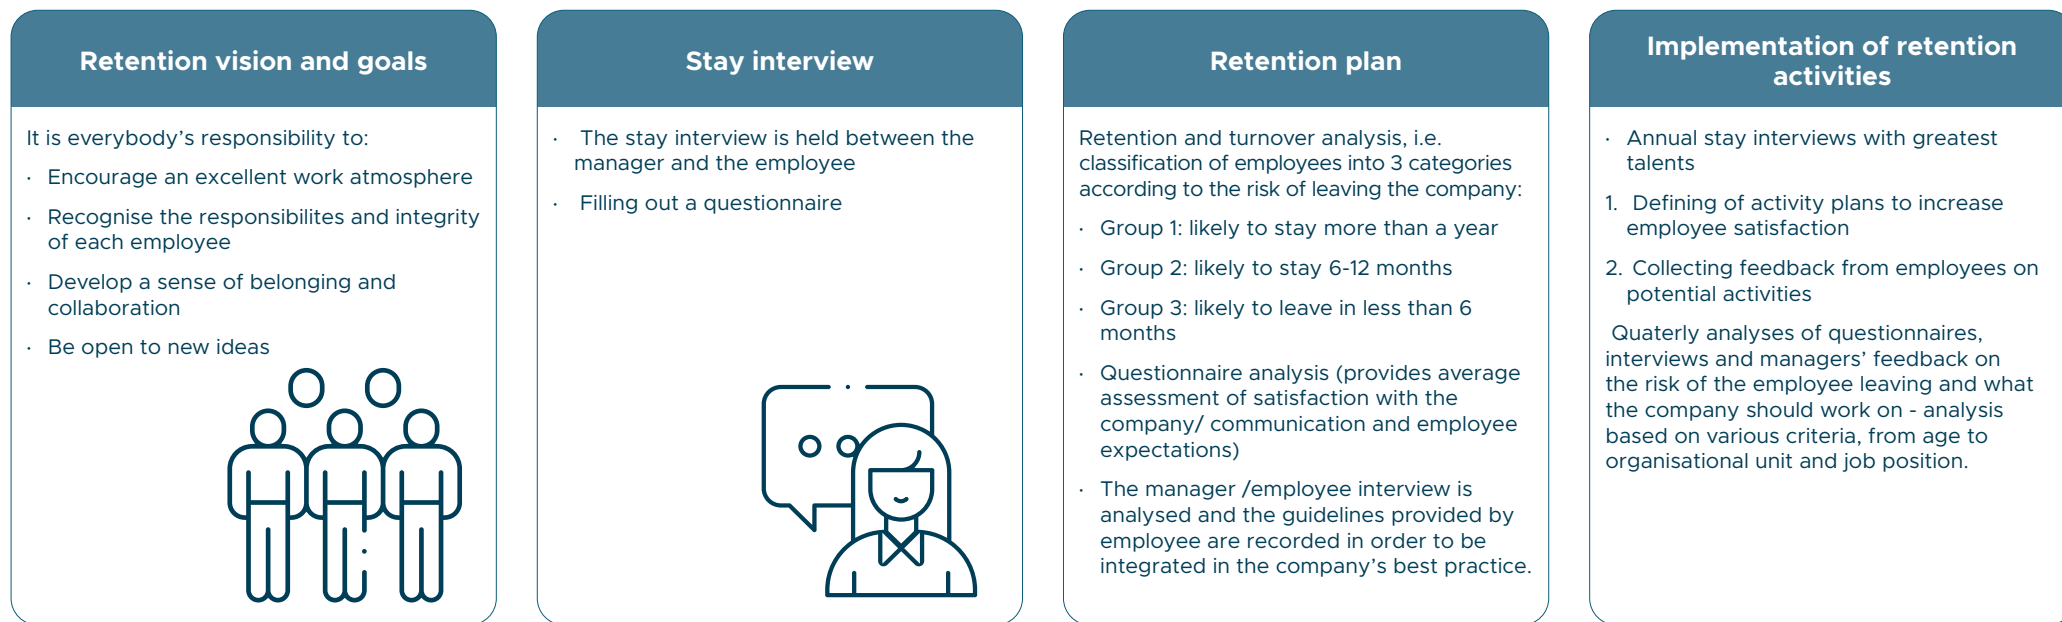 Retention vision and goals
It is everybody's responsibility to:
· Encourage an excellent work atmosphere
· Recognise the responsibilites and integrity
of each employee
· Develop a sense of belonging and
collaboration
· Be open to new ideas
Stay interview
· The stay interview is held between the
manager and the employee
· Filling out a questionnaire
Retention plan
Retention and turnover analysis, i.e.
classification of employees into 3 categories
according to the risk of leaving the company:
· Group 1: likely to stay more than a year
· Group 2: likely to stay 6-12 months
· Group 3: likely to leave in less than 6
months
· Questionnaire analysis (provides average
assessment of satisfaction with the
company/ communication and employee
expectations)
· The manager /employee interview is
analysed and the guidelines provided by
employee are recorded in order to be
integrated in the company's best practice.
Implementation of retention
activities
· Annual stay interviews with greatest
talents
1. Defining of activity plans to increase
employee satisfaction
2. Collecting feedback from employees on
potential activities
Quaterly analyses of questionnaires,
interviews and managers' feedback on
the risk of the employee leaving and what
the company should work on - analysis
based on various criteria, from age to
organisational unit and job position.